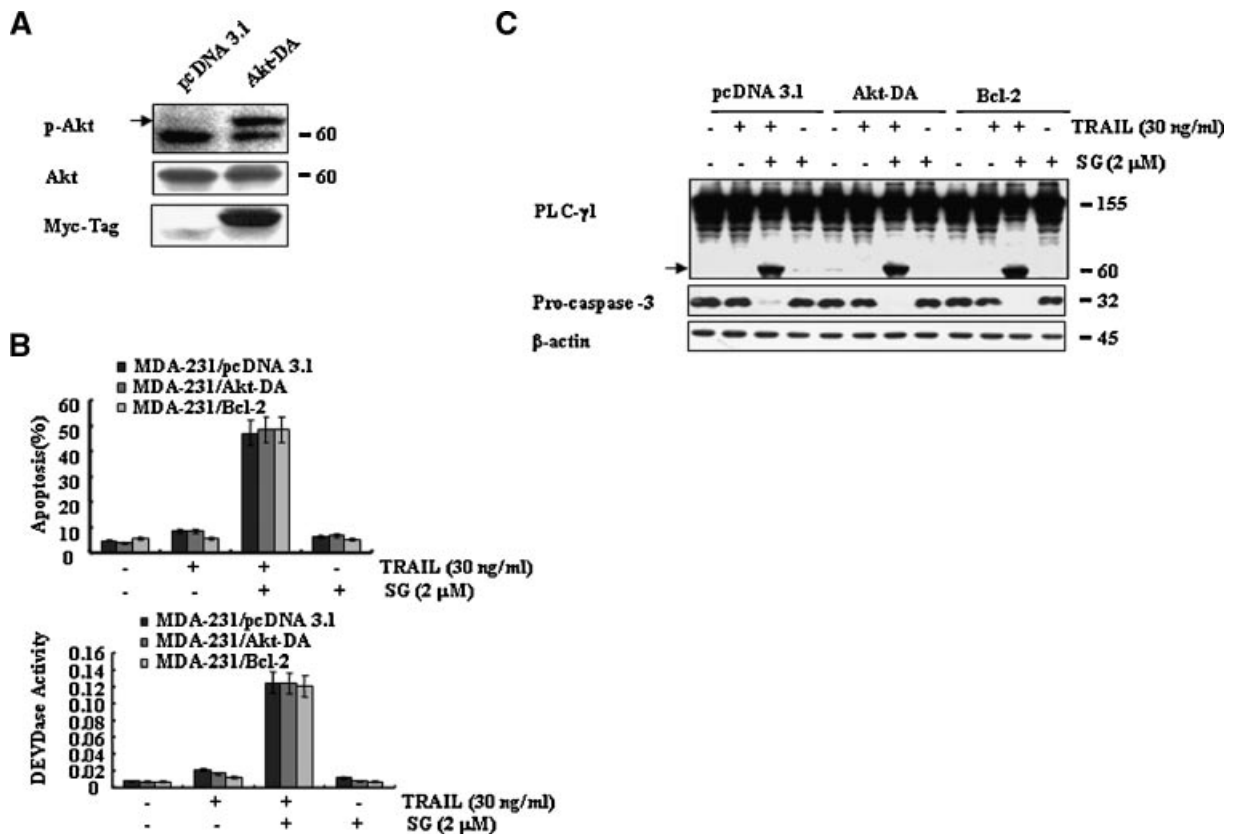 A
pcDNA 3.1
Akt-DA
p-Akt
– 60
Akt
– 60
Myc-Tag
B
MDA-231/pcDNA 3.1
MDA-231/Akt-DA
MDA-231/Bcl-2
Apoptosis(%)
60
50
40
30
20
10
0
- + + - TRAIL (30 ng/ml)
- - + + SG (2 μM)
MDA-231/pcDNA 3.1
MDA-231/Akt-DA
MDA-231/Bcl-2
DEVDase Activity
0.16
0.14
0.12
0.10
0.08
0.06
0.04
0.02
0
- + + - TRAIL (30 ng/ml)
- - + + SG (2 μM)
C
pcDNA 3.1 Akt-DA Bcl-2
- + + - - + + - - + + - TRAIL (30 ng/ml)
- - + + - - + + - - + + SG (2 μM)
PLC-γ1
– 155
– 60
Pro-caspase -3
– 32
β-actin
– 45